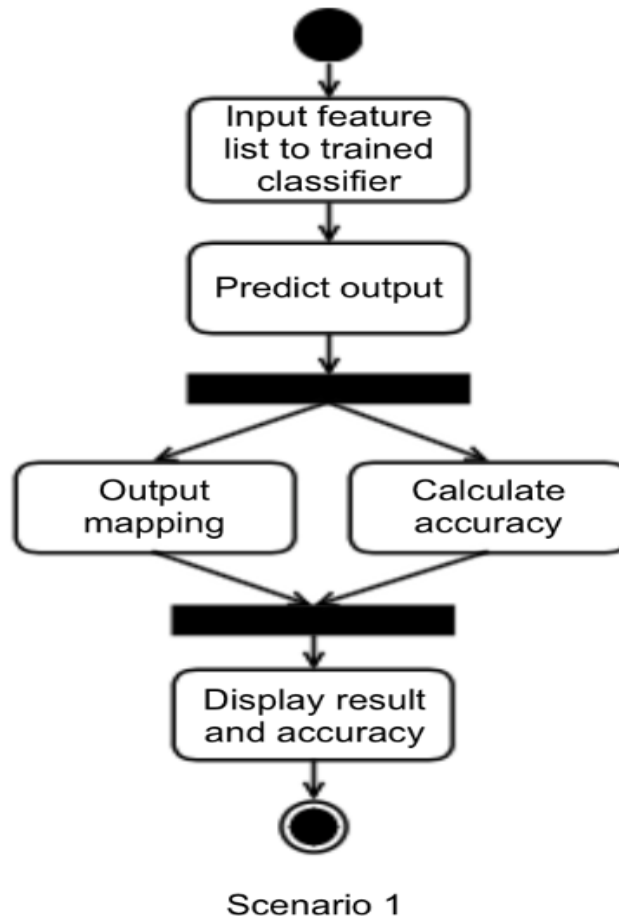 Input feature
list to trained
classifier
Predict output
Output
mapping
Calculate
accuracy
Display result
and accuracy
Scenario 1